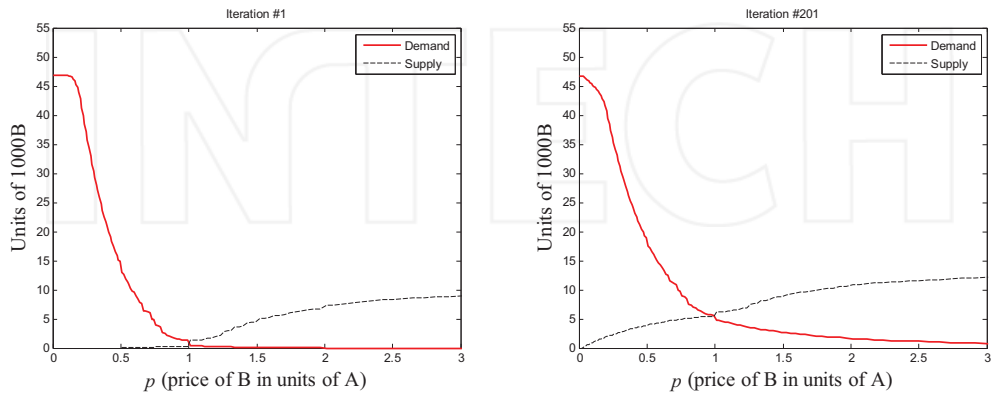 Iteration #1
Units of 1000B
55
50
45
40
35
30
25
20
15
10
5
0
Demand
Supply
0 0.5 1 1.5 2 2.5 3
p (price of B in units of A)
Iteration #201
Units of 1000B
55
50
45
40
35
30
25
20
15
10
5
0
Demand
Supply
0 0.5 1 1.5 2 2.5 3
p (price of B in units of A)
INTECH